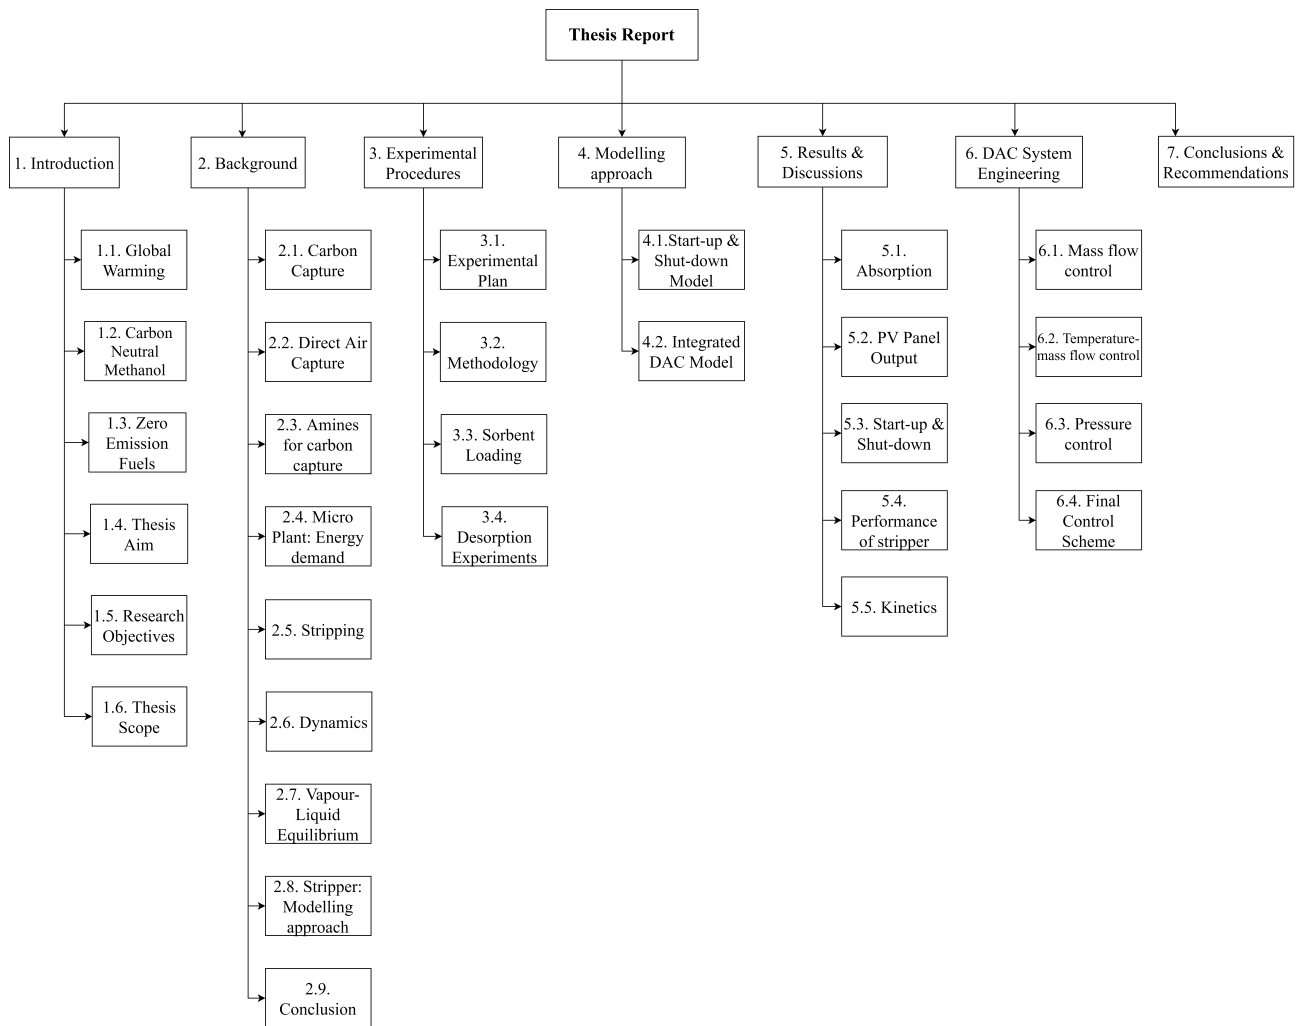 Thesis Report
1. Introduction
2. Background
3. Experimental
Procedures
4. Modelling
approach
5. Results &
Discussions
6. DAC System
Engineering
7. Conclusions &
Recommendations
1.1. Global
Warming
1.2. Carbon
Neutral
Methanol
1.3. Zero
Emission
Fuels
1.4. Thesis
Aim
1.5. Research
Objectives
1.6. Thesis
Scope
2.1. Carbon
Capture
2.2. Direct Air
Capture
2.3. Amines
for carbon
capture
2.4. Micro
Plant: Energy
demand
2.5. Stripping
2.6. Dynamics
2.7. Vapour-
Liquid
Equilibrium
2.8. Stripper:
Modelling
approach
2.9.
Conclusion
3.1.
Experimental
Plan
3.2.
Methodology
3.3. Sorbent
Loading
3.4.
Desorption
Experiments
4.1.Start-up &
Shut-down
Model
4.2. Integrated
DAC Model
5.1.
Absorption
5.2. PV Panel
Output
5.3. Start-up &
Shut-down
5.4.
Performance
of stripper
5.5. Kinetics
6.1. Mass flow
control
6.2. Temperature-
mass flow control
6.3. Pressure
control
6.4. Final
Control
Scheme